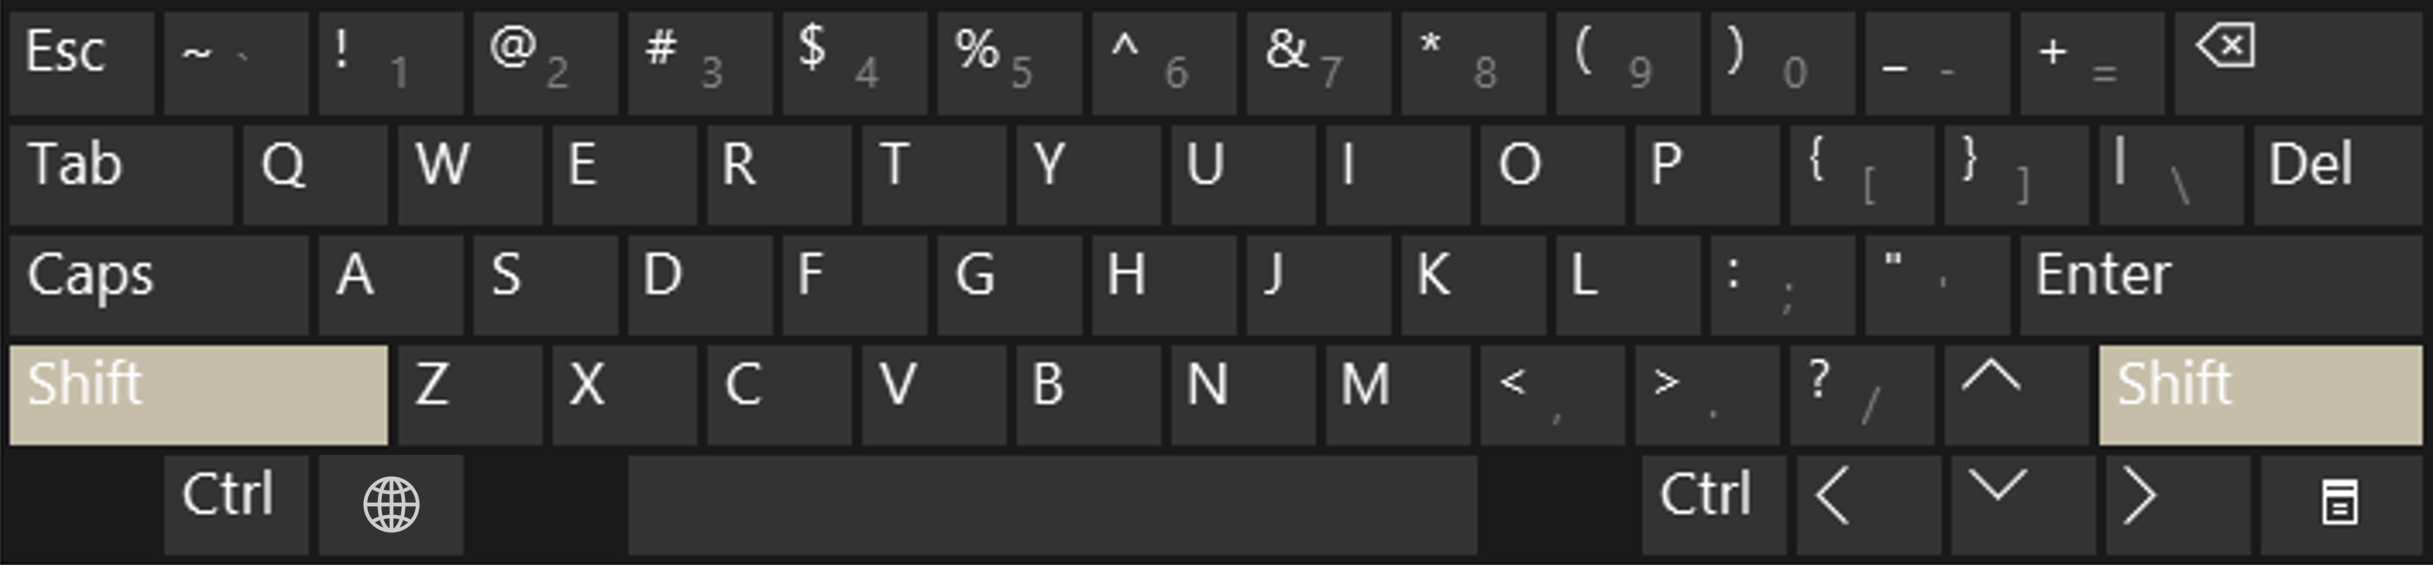 Esc ~ ` ! 1 @ 2 # 3 $ 4 % 5 ^ 6 & 7 * 8 ( 9 ) 0 _ - + =
Tab Q W E R T Y U I O P { [ } ] | \ Del
Caps A S D F G H J K L : ; " ' Enter
Shift Z X C V B N M < , > . ? / Shift
Ctrl Ctrl